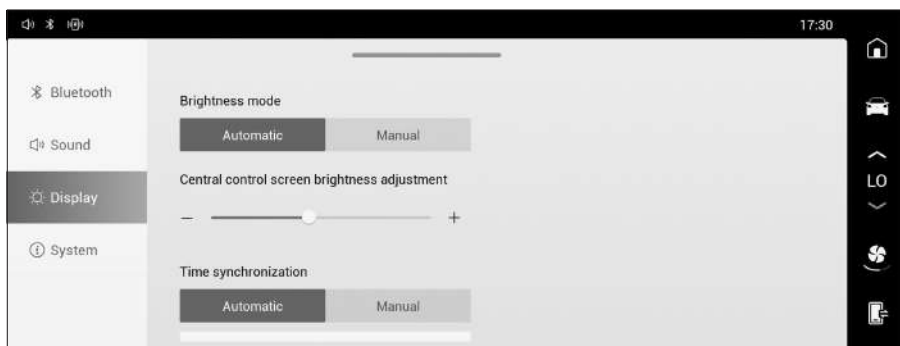 17:30
Bluetooth
Sound
Display
System
Brightness mode
Automatic Manual
Central control screen brightness adjustment
− +
Time synchronization
Automatic Manual
LO